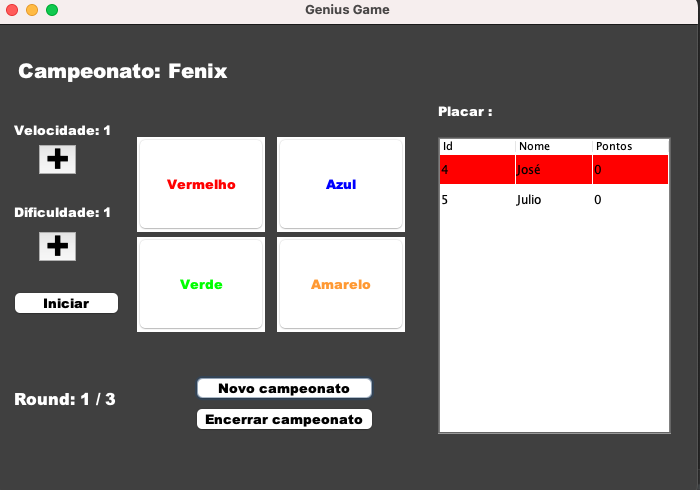 Genius Game
Campeonato: Fenix
Velocidade: 1
Dificuldade: 1
Iniciar
Vermelho
Azul
Verde
Amarelo
Round: 1 / 3
Novo campeonato
Encerrar campeonato
Placar :
Id Nome Pontos
4 José 0
5 Julio 0